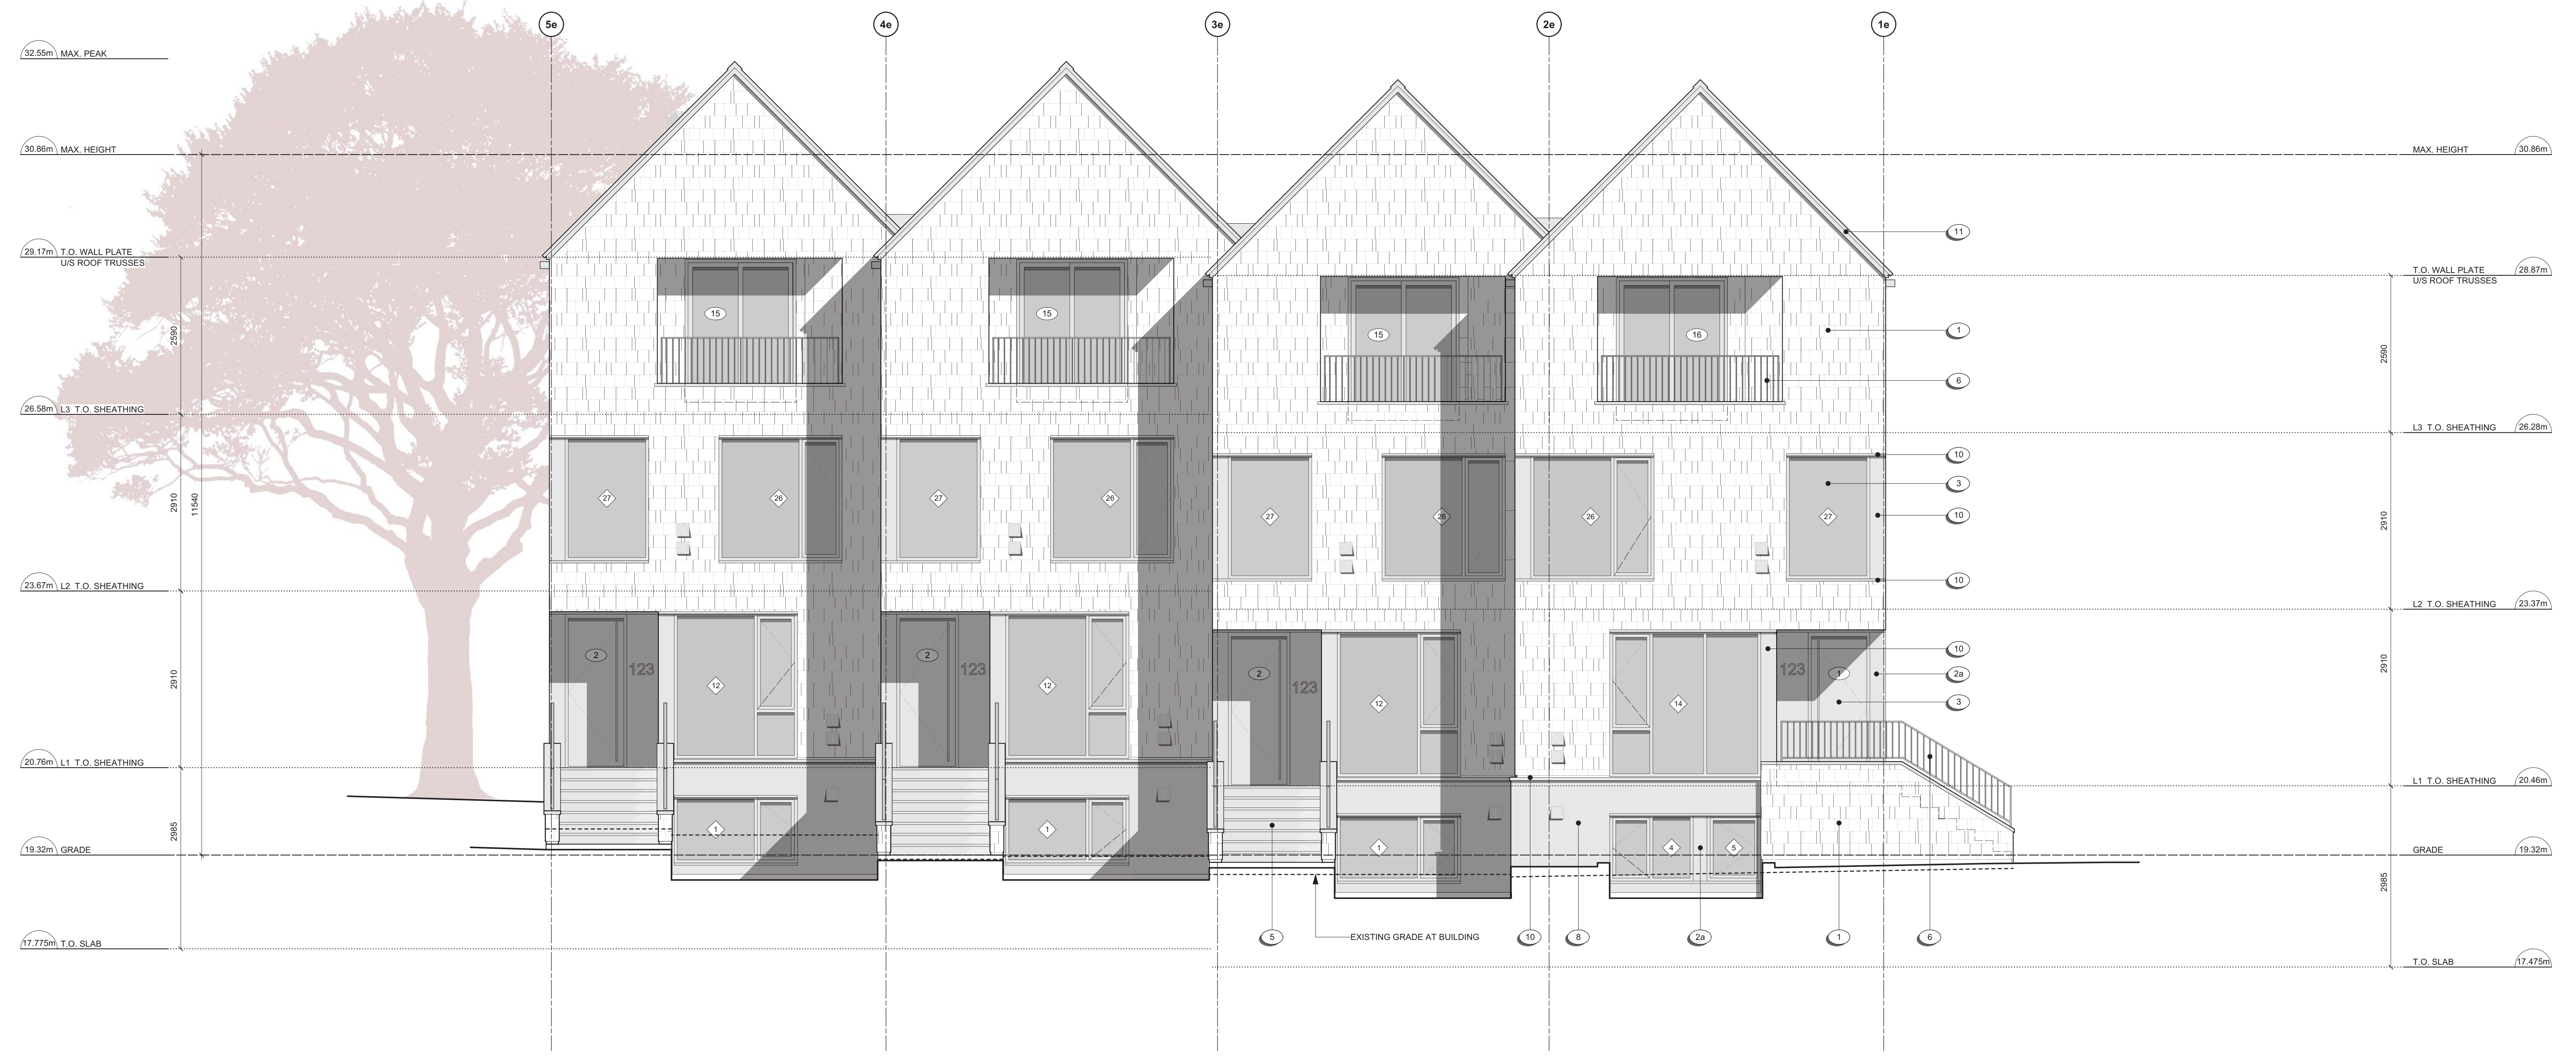 5e 4e 3e 2e 1e
32.55m MAX. PEAK
30.86m MAX. HEIGHT
MAX. HEIGHT 30.86m
11
29.17m T.O. WALL PLATE
U/S ROOF TRUSSES
T.O. WALL PLATE 28.87m
U/S ROOF TRUSSES
15 15 15 16
1
2590
2590
6
26.58m L3 T.O. SHEATHING
L3 T.O. SHEATHING 26.28m
10
3
27 26 27 26 27 26 26 27
10
2910
11540
2910
10
23.67m L2 T.O. SHEATHING
L2 T.O. SHEATHING 23.37m
10
2 123 2 123 2 123 123 1
2a
12 12 12 14
3
2910
2910
6
20.76m L1 T.O. SHEATHING
L1 T.O. SHEATHING 20.46m
2985
1 1 1 4 5
19.32m GRADE
GRADE 19.32m
2985
5 EXISTING GRADE AT BUILDING 10 8 2a 1 6
17.775m T.O. SLAB
T.O. SLAB 17.475m